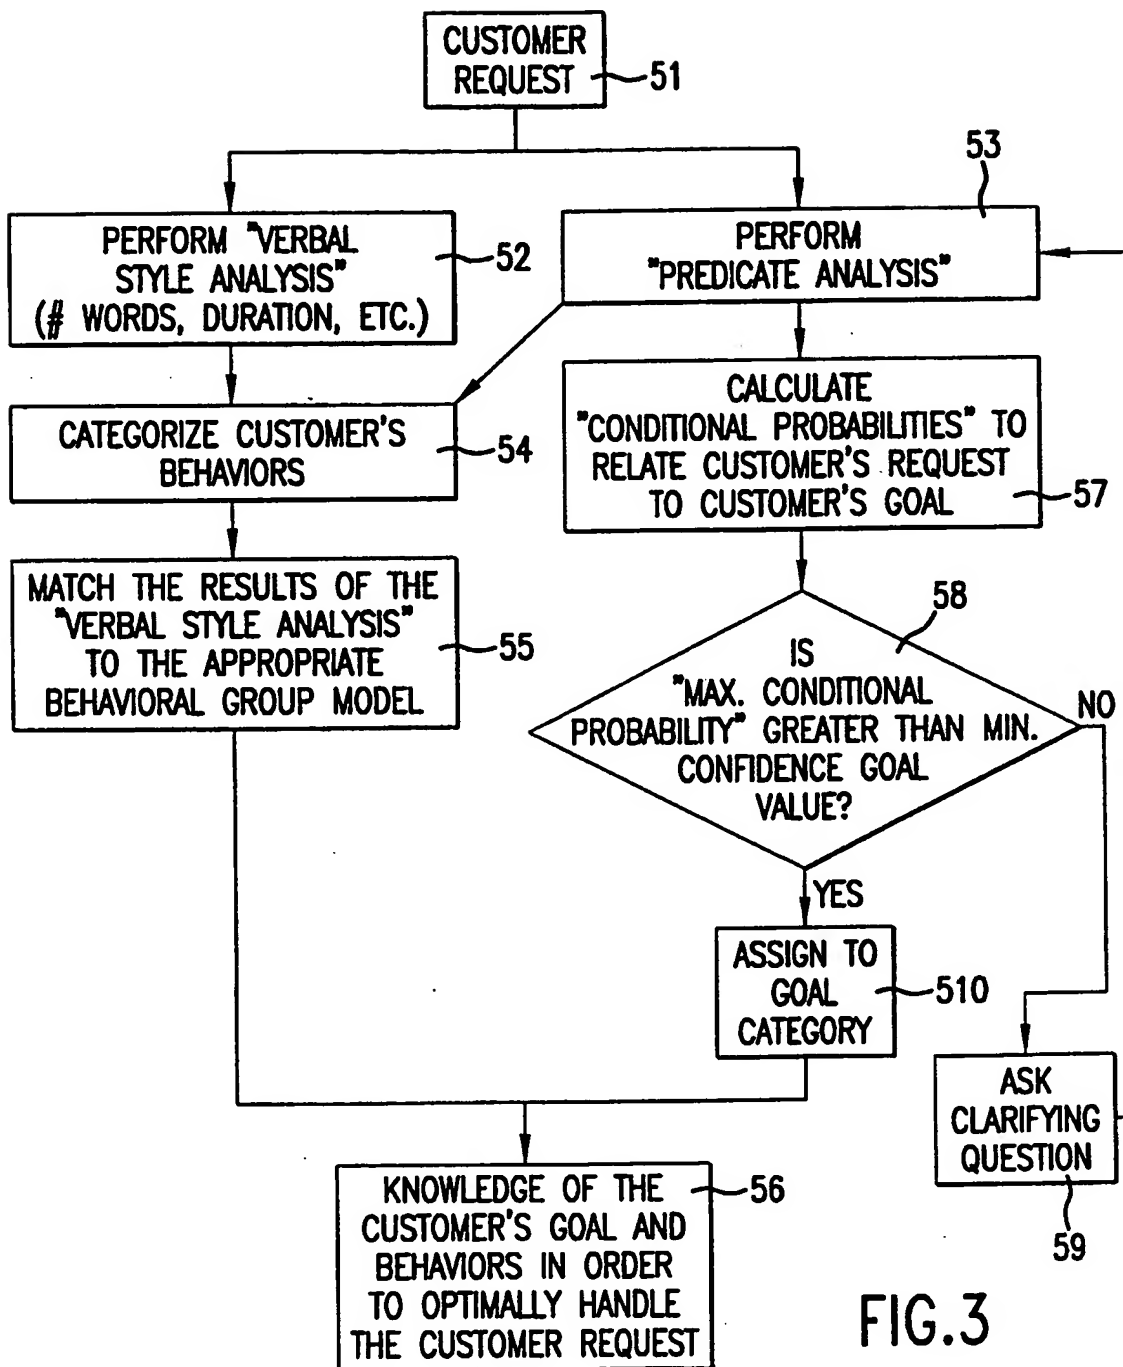 CUSTOMER
REQUEST
51
53
PERFORM "VERBAL
STYLE ANALYSIS"
(# WORDS, DURATION, ETC.)
52
PERFORM
"PREDICATE ANALYSIS"
CATEGORIZE CUSTOMER'S
BEHAVIORS
54
CALCULATE
"CONDITIONAL PROBABILITIES" TO
RELATE CUSTOMER'S REQUEST
TO CUSTOMER'S GOAL
57
MATCH THE RESULTS OF THE
"VERBAL STYLE ANALYSIS"
TO THE APPROPRIATE
BEHAVIORAL GROUP MODEL
55
58
IS
"MAX. CONDITIONAL
PROBABILITY" GREATER THAN MIN.
CONFIDENCE GOAL
VALUE?
NO
YES
ASSIGN TO
GOAL
CATEGORY
510
ASK
CLARIFYING
QUESTION
59
KNOWLEDGE OF THE
CUSTOMER'S GOAL AND
BEHAVIORS IN ORDER
TO OPTIMALLY HANDLE
THE CUSTOMER REQUEST
56
FIG.3